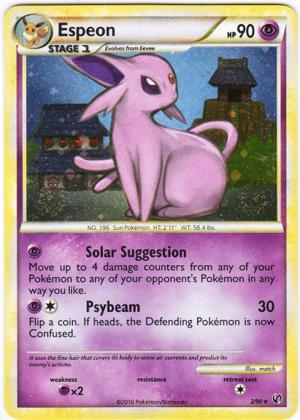 Espeon
HP 90
STAGE 1 Evolves from Eevee
NO. 196 Sun Pokémon HT: 2'11" WT: 58.4 lbs.
Solar Suggestion
Move up to 4 damage counters from any of your
Pokémon to any of your opponent's Pokémon in any
way you like.
Psybeam 30
Flip a coin. If heads, the Defending Pokémon is now
Confused.
It uses the fine hair that covers its body to sense air currents and predict its
enemy's actions.
Illus. match
weakness resistance retreat cost
×2
©2010 Pokémon/Nintendo 2/90 ★